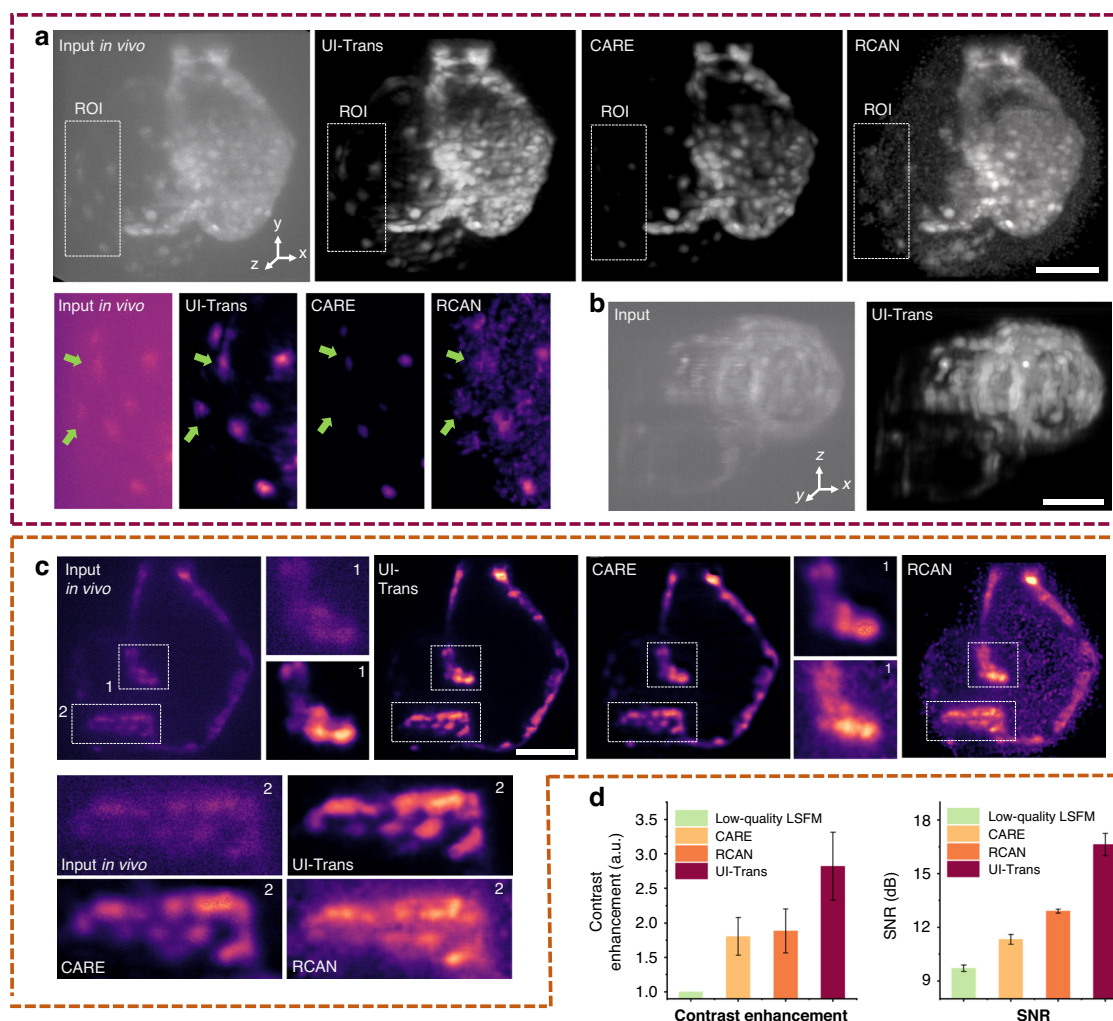 a
Input in vivo
UI-Trans
CARE
RCAN
ROI
ROI
ROI
y
x
z
Input in vivo
UI-Trans
CARE
RCAN
b
Input
UI-Trans
z
x
y
c
Input
in vivo
1
2
1
1
UI-
Trans
CARE
1
1
RCAN
Input in vivo
2
UI-Trans
2
CARE
2
RCAN
2
d
Contrast
enhancement (a.u.)
3.5
3.0
2.5
2.0
1.5
1.0
Low-quality LSFM
CARE
RCAN
UI-Trans
Contrast enhancement
SNR (dB)
18
15
12
9
Low-quality LSFM
CARE
RCAN
UI-Trans
SNR